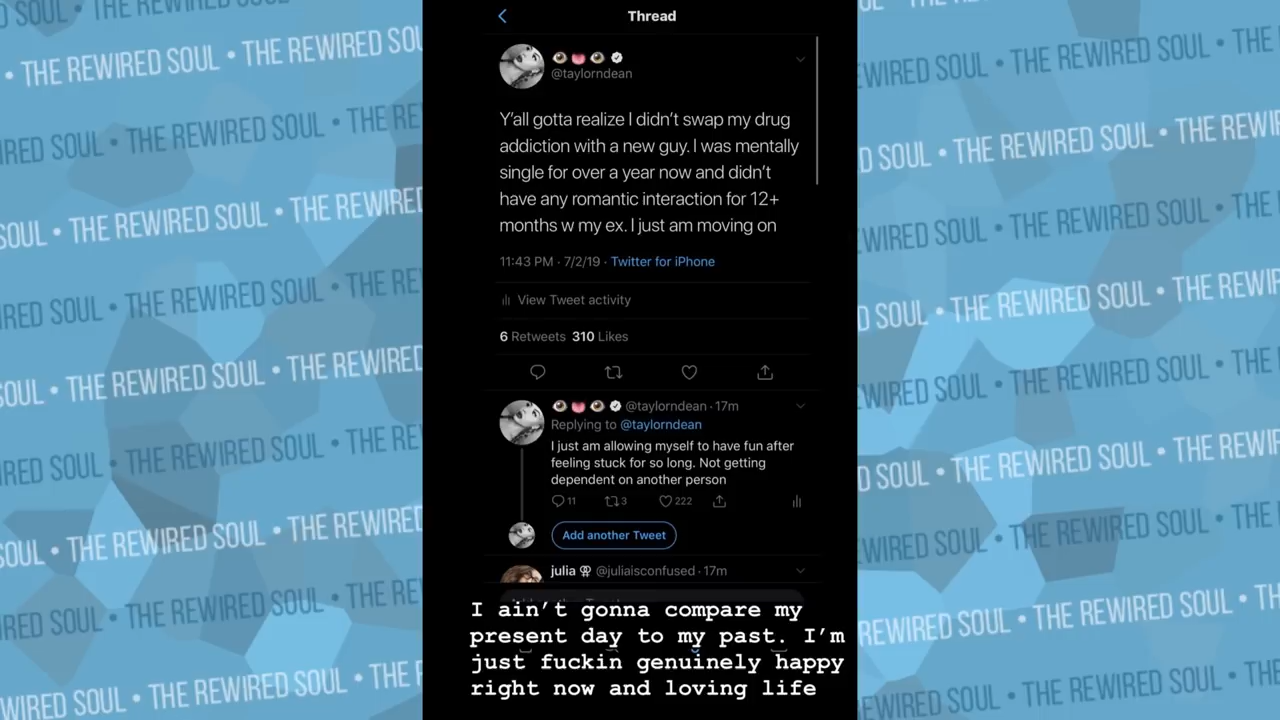 Thread
@taylorndean
Y'all gotta realize I didn't swap my drug
addiction with a new guy. I was mentally
single for over a year now and didn't
have any romantic interaction for 12+
months w my ex. I just am moving on
11:43 PM · 7/2/19 · Twitter for iPhone
View Tweet activity
6 Retweets 310 Likes
@taylorndean · 17m
Replying to @taylorndean
I just am allowing myself to have fun after
feeling stuck for so long. Not getting
dependent on another person
11 3 222
Add another Tweet
julia @juliaisconfused · 17m
I ain't gonna compare my
present day to my past. I'm
just fuckin genuinely happy
right now and loving life
THE REWIRED SOUL • THE REWIRED SOUL